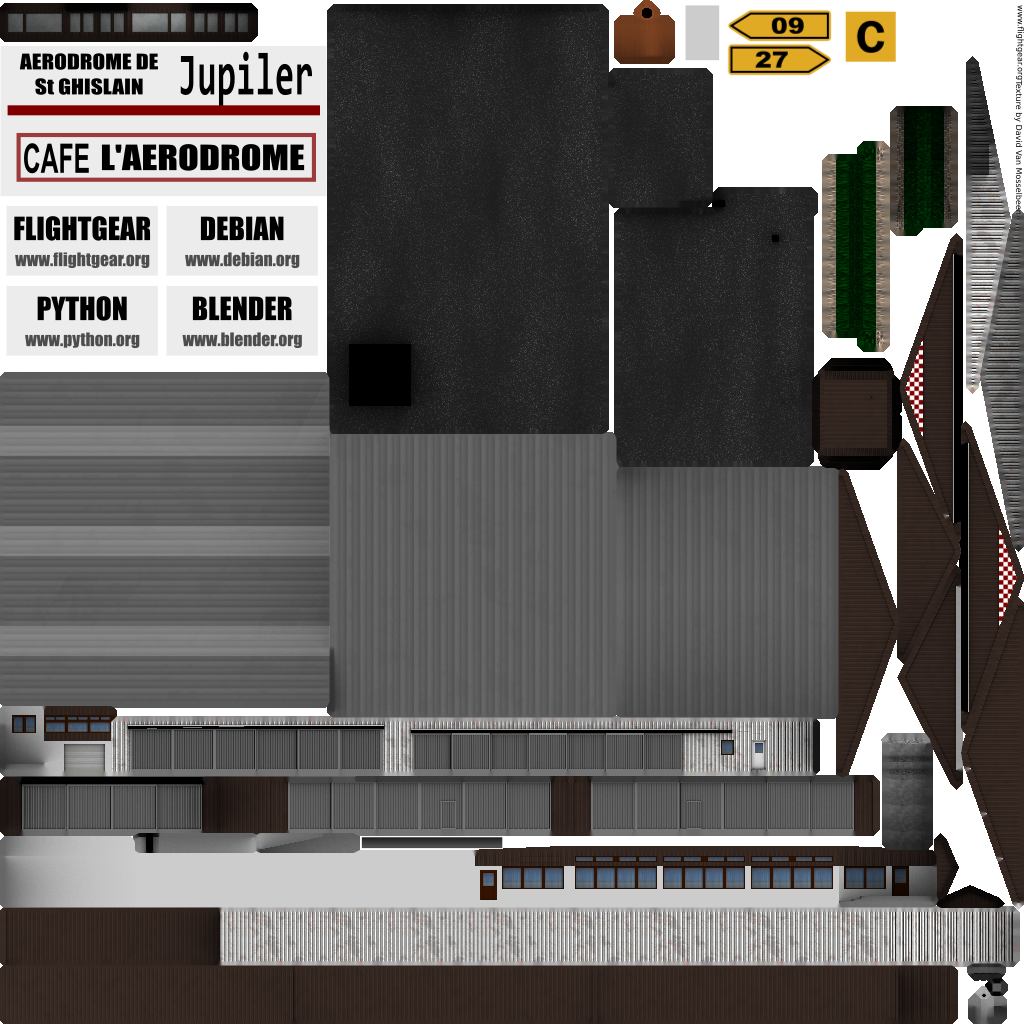 AERODROME DE
St GHISLAIN
Jupiler
CAFE L'AERODROME
FLIGHTGEAR
www.flightgear.org
DEBIAN
www.debian.org
PYTHON
www.python.org
BLENDER
www.blender.org
09
27
C
www.flightgear.org
Texture by David Van Mosselbeen